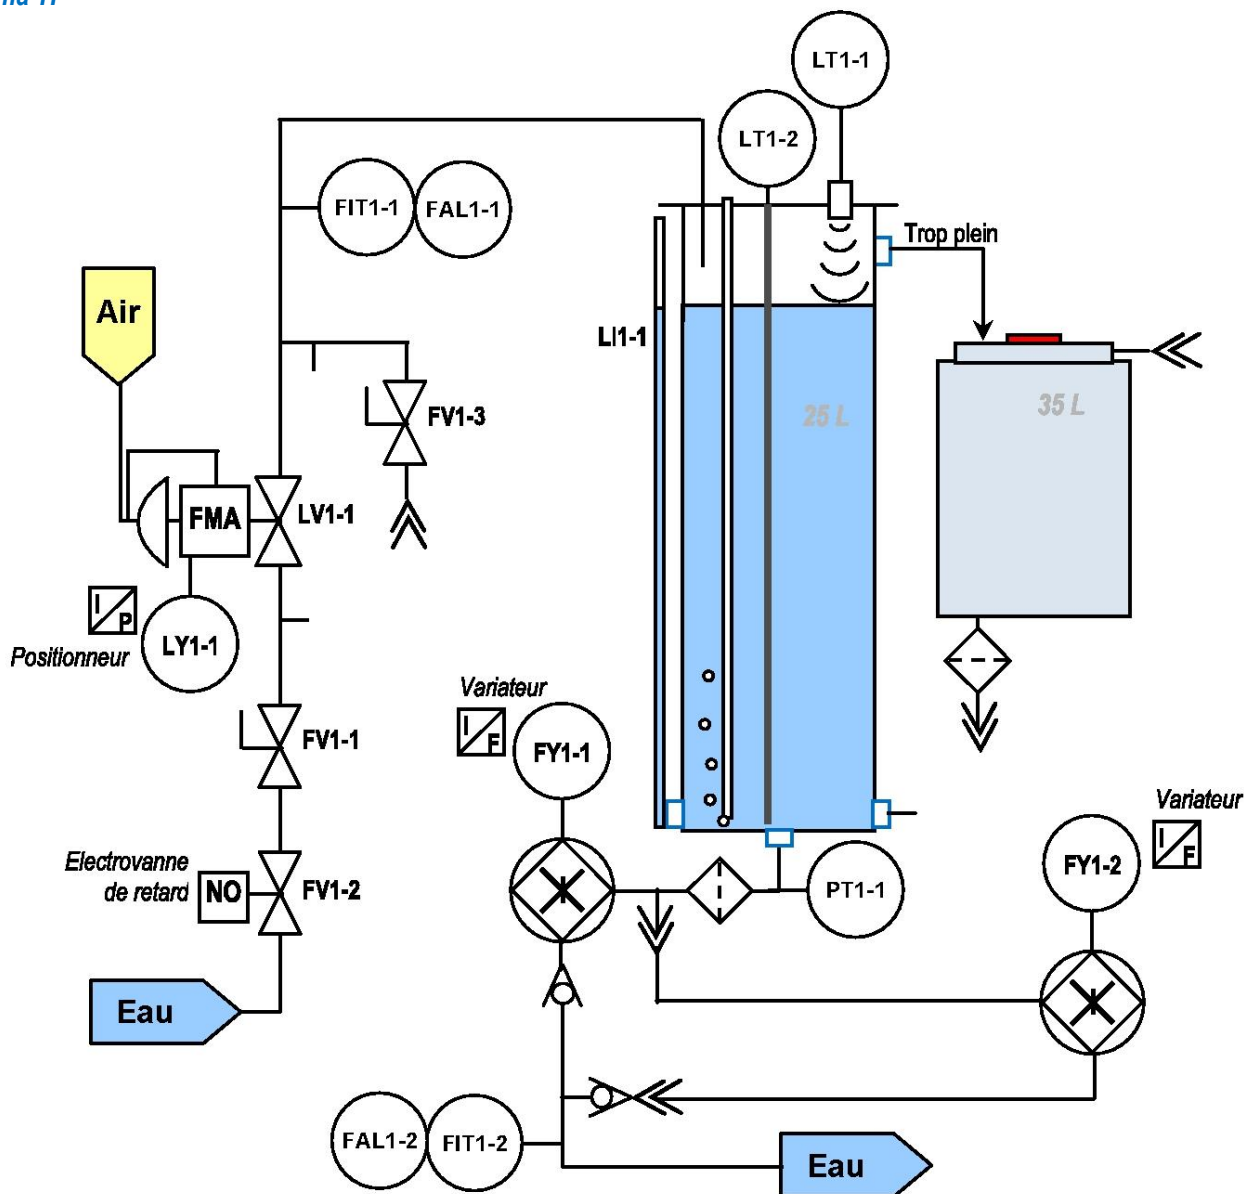 LT1-1
LT1-2
FIT1-1
FAL1-1
Trop plein
Air
LI1-1
25 L
35 L
FV1-3
FMA
LV1-1
I
P
LY1-1
Positionneur
Variateur
I
F
FY1-1
FV1-1
Variateur
I
F
FY1-2
Electrovanne
de retard
NO
FV1-2
PT1-1
Eau
FAL1-2
FIT1-2
Eau